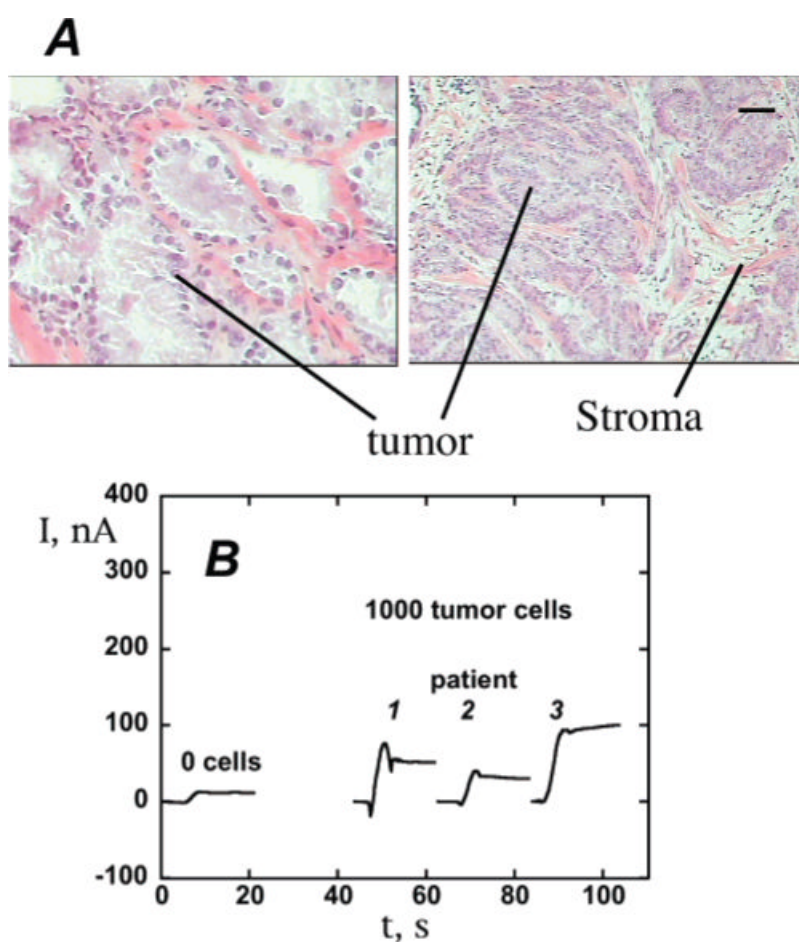 A
tumor
Stroma
B
I, nA
400
300
200
100
0
-100
1000 tumor cells
patient
1 2 3
0 cells
0 20 40 60 80 100
t, s